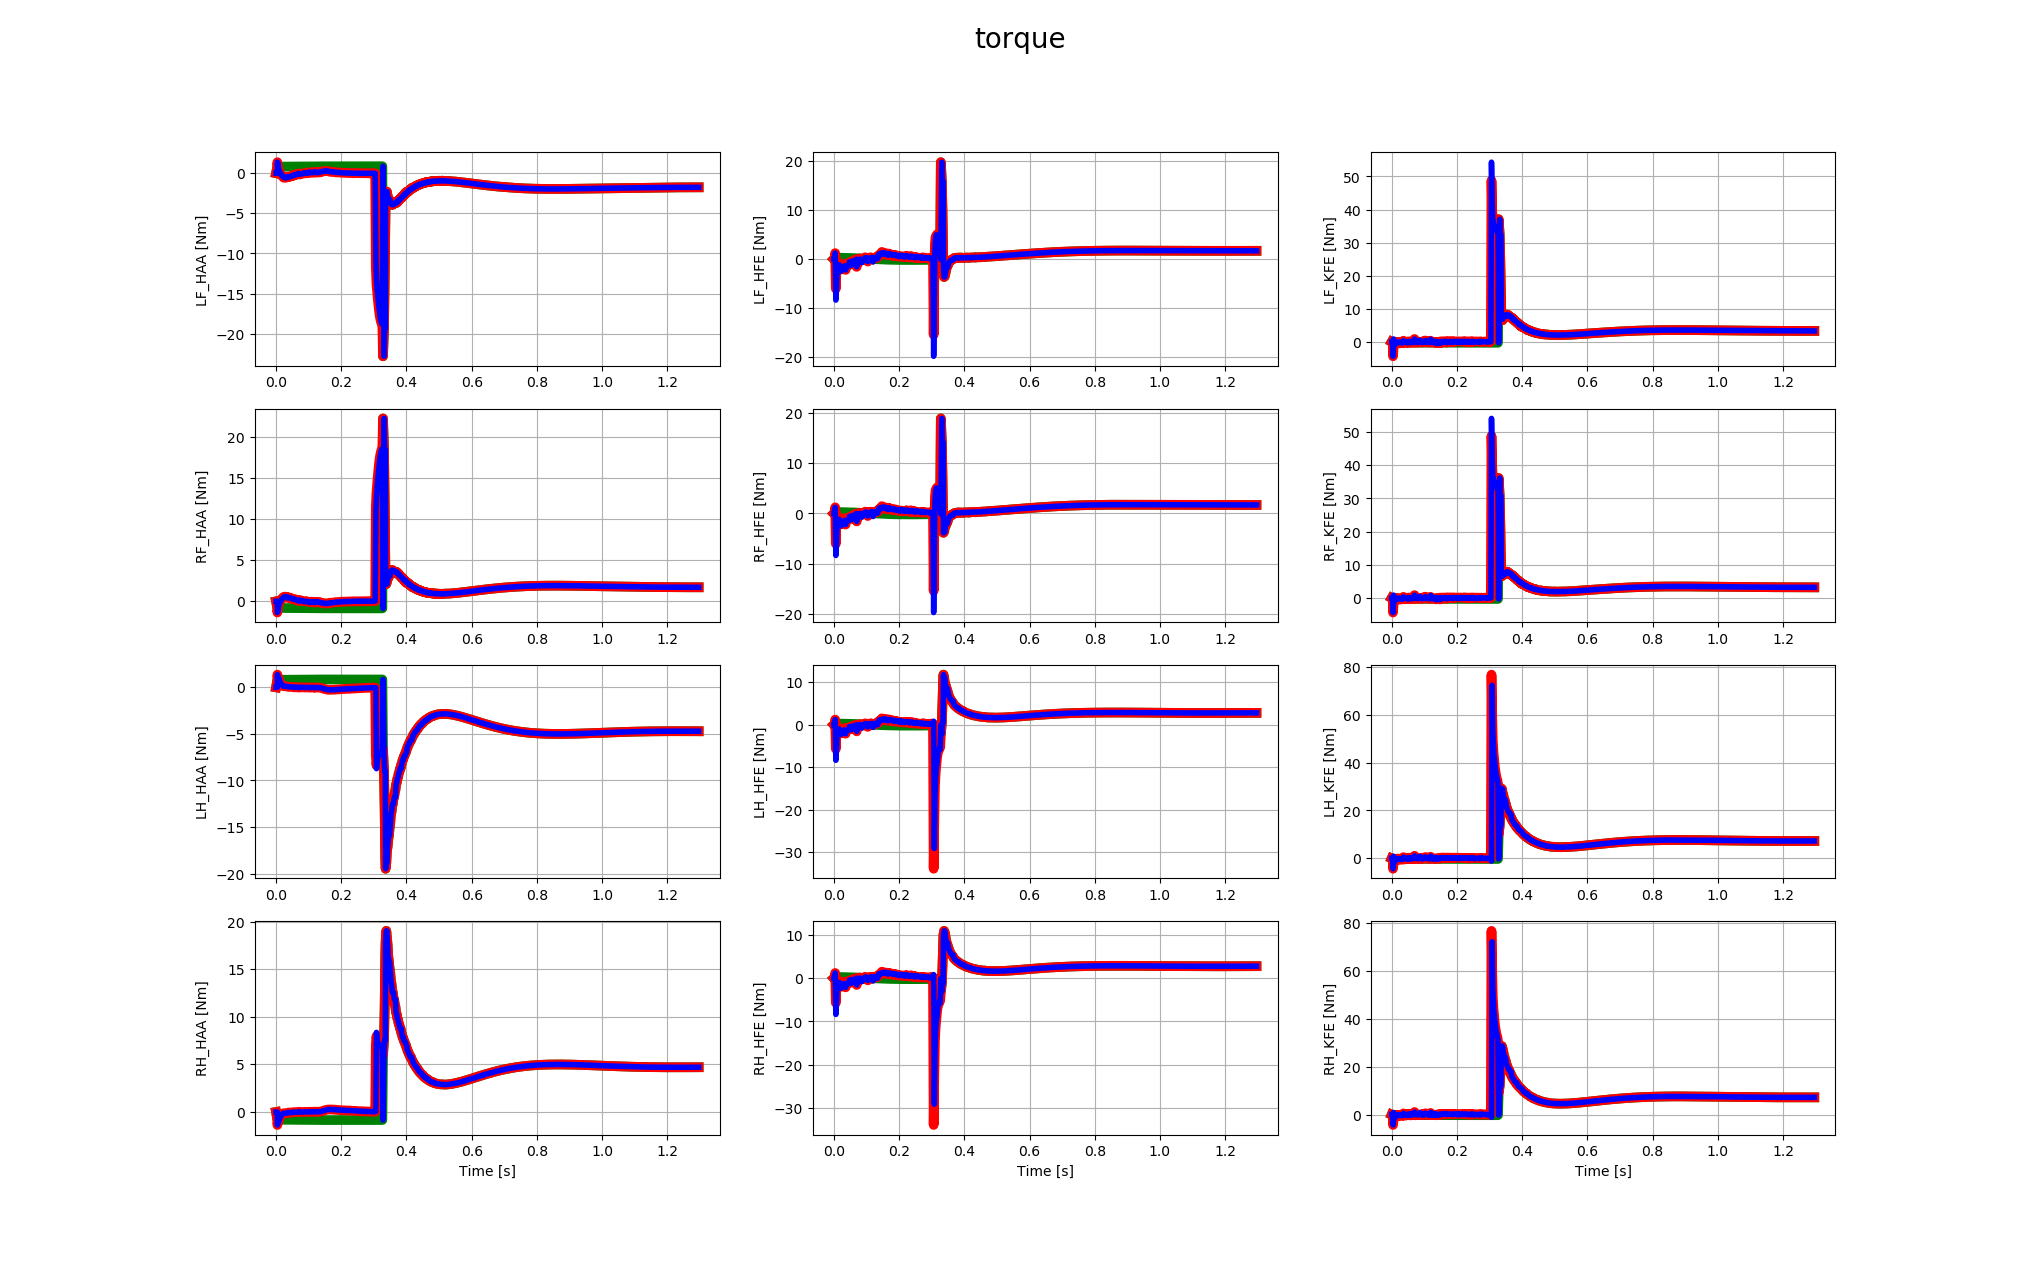 torque
LF_HAA [Nm]
0
−5
−10
−15
−20
0.0 0.2 0.4 0.6 0.8 1.0 1.2
LF_HFE [Nm]
20
10
0
−10
−20
0.0 0.2 0.4 0.6 0.8 1.0 1.2
LF_KFE [Nm]
50
40
30
20
10
0
0.0 0.2 0.4 0.6 0.8 1.0 1.2
RF_HAA [Nm]
20
15
10
5
0
0.0 0.2 0.4 0.6 0.8 1.0 1.2
RF_HFE [Nm]
20
10
0
−10
−20
0.0 0.2 0.4 0.6 0.8 1.0 1.2
RF_KFE [Nm]
50
40
30
20
10
0
0.0 0.2 0.4 0.6 0.8 1.0 1.2
LH_HAA [Nm]
0
−5
−10
−15
−20
0.0 0.2 0.4 0.6 0.8 1.0 1.2
LH_HFE [Nm]
10
0
−10
−20
−30
0.0 0.2 0.4 0.6 0.8 1.0 1.2
LH_KFE [Nm]
80
60
40
20
0
0.0 0.2 0.4 0.6 0.8 1.0 1.2
RH_HAA [Nm]
20
15
10
5
0
0.0 0.2 0.4 0.6 0.8 1.0 1.2
Time [s]
RH_HFE [Nm]
10
0
−10
−20
−30
0.0 0.2 0.4 0.6 0.8 1.0 1.2
Time [s]
RH_KFE [Nm]
80
60
40
20
0
0.0 0.2 0.4 0.6 0.8 1.0 1.2
Time [s]